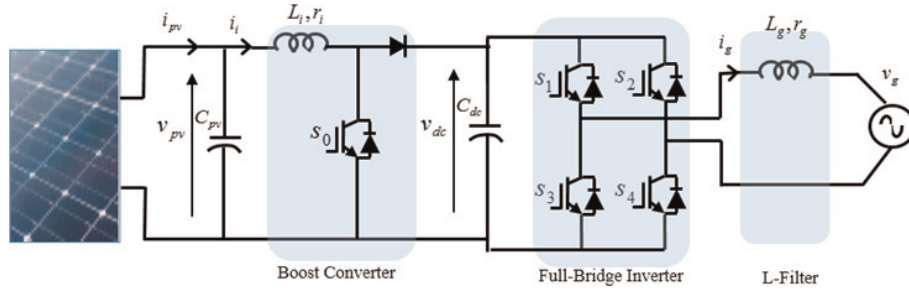 i_pv
i_i
L_i, r_i
v_pv
C_pv
S_0
v_dc
C_dc
S_1
S_2
S_3
S_4
i_g
L_g, r_g
v_g
Boost Converter
Full-Bridge Inverter
L-Filter